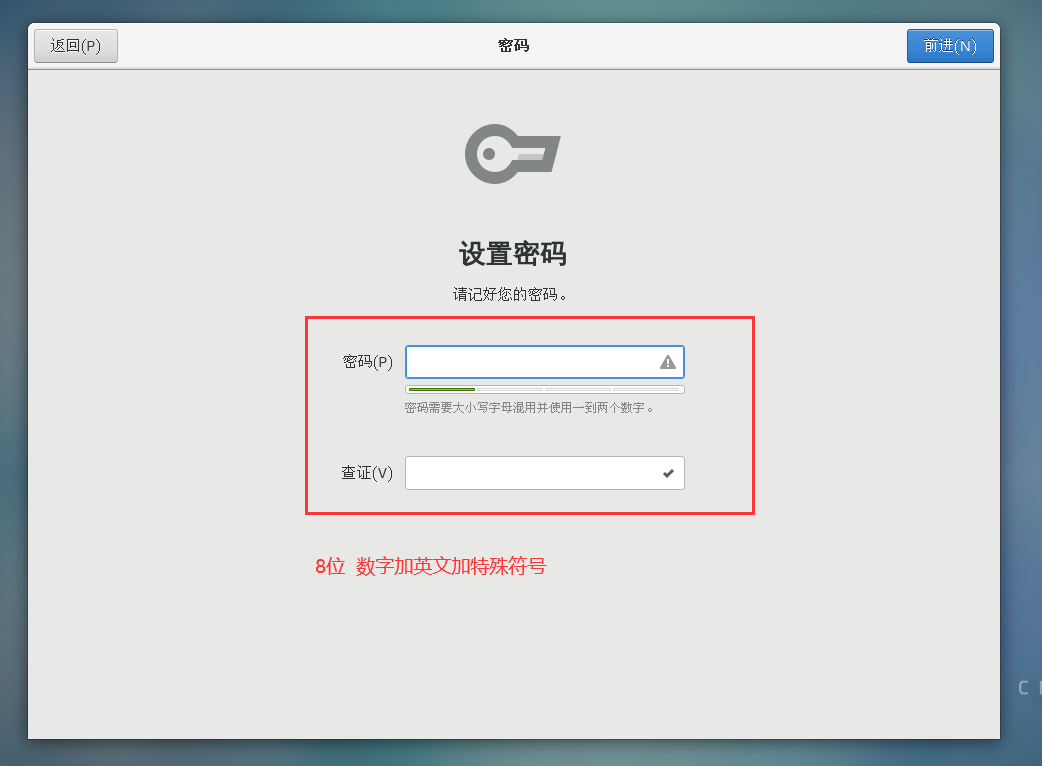 返回(P)
密码
前进(N)
设置密码
请记好您的密码。
密码(P)
密码需要大小写字母混用并使用一到两个数字。
查证(V)
8位 数字加英文加特殊符号
C